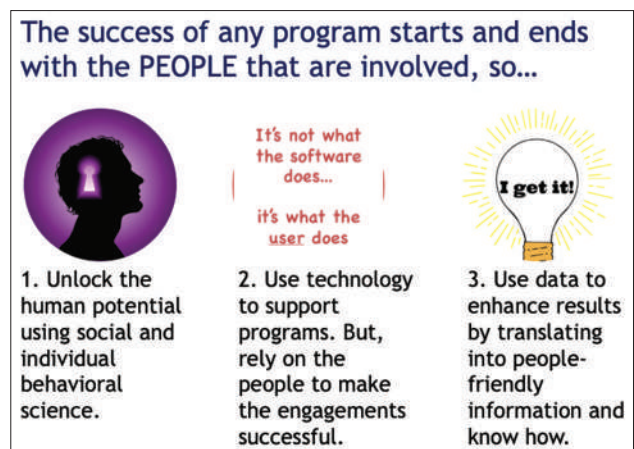 The success of any program starts and ends
with the PEOPLE that are involved, so...
It's not what
the software
does...
it's what the
user does
I get it!
1. Unlock the
human potential
using social and
individual
behavioral
science.
2. Use technology
to support
programs. But,
rely on the
people to make
the engagements
successful.
3. Use data to
enhance results
by translating
into people-
friendly
information and
know how.